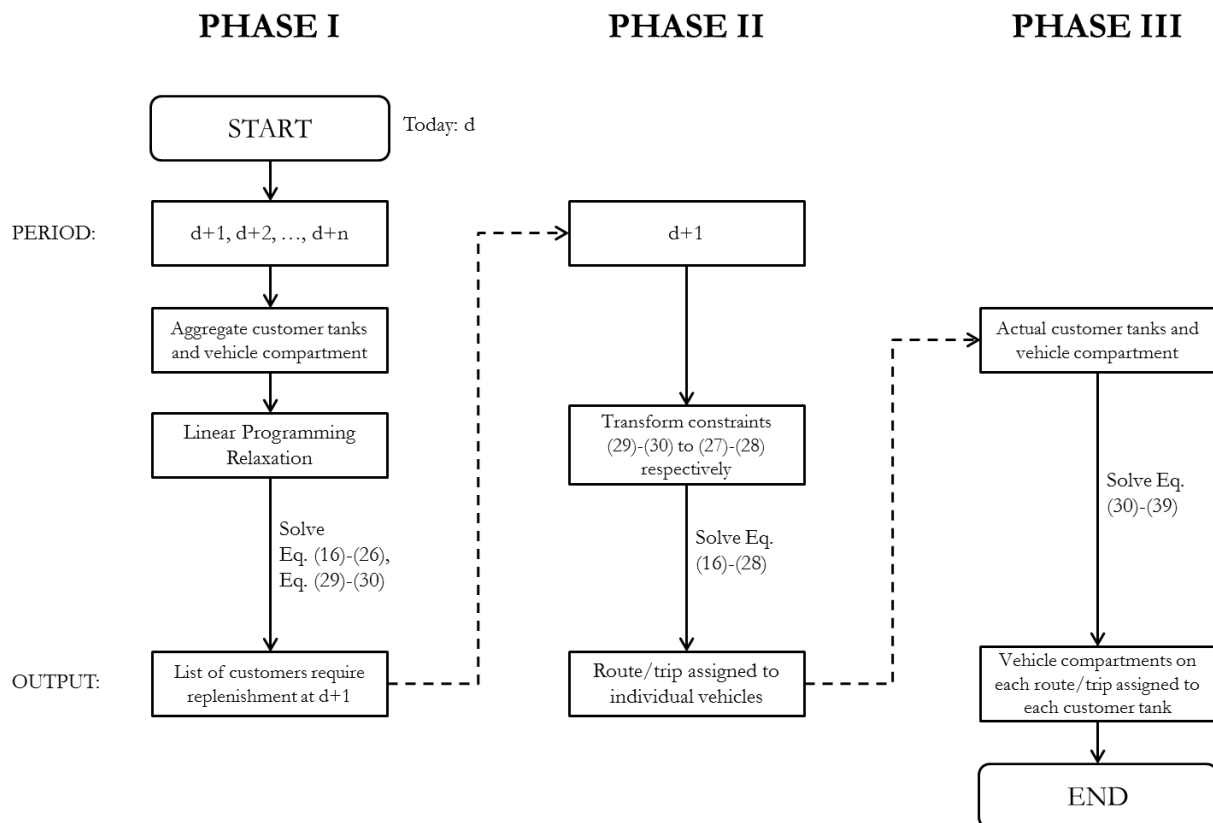 PHASE I
PHASE II
PHASE III
START
Today: d
PERIOD:
d+1, d+2, …, d+n
d+1
Aggregate customer tanks
and vehicle compartment
Actual customer tanks and
vehicle compartment
Linear Programming
Relaxation
Transform constraints
(29)-(30) to (27)-(28)
respectively
Solve
Eq. (16)-(26),
Eq. (29)-(30)
Solve Eq.
(16)-(28)
Solve Eq.
(30)-(39)
OUTPUT:
List of customers require
replenishment at d+1
Route/trip assigned to
individual vehicles
Vehicle compartments on
each route/trip assigned to
each customer tank
END